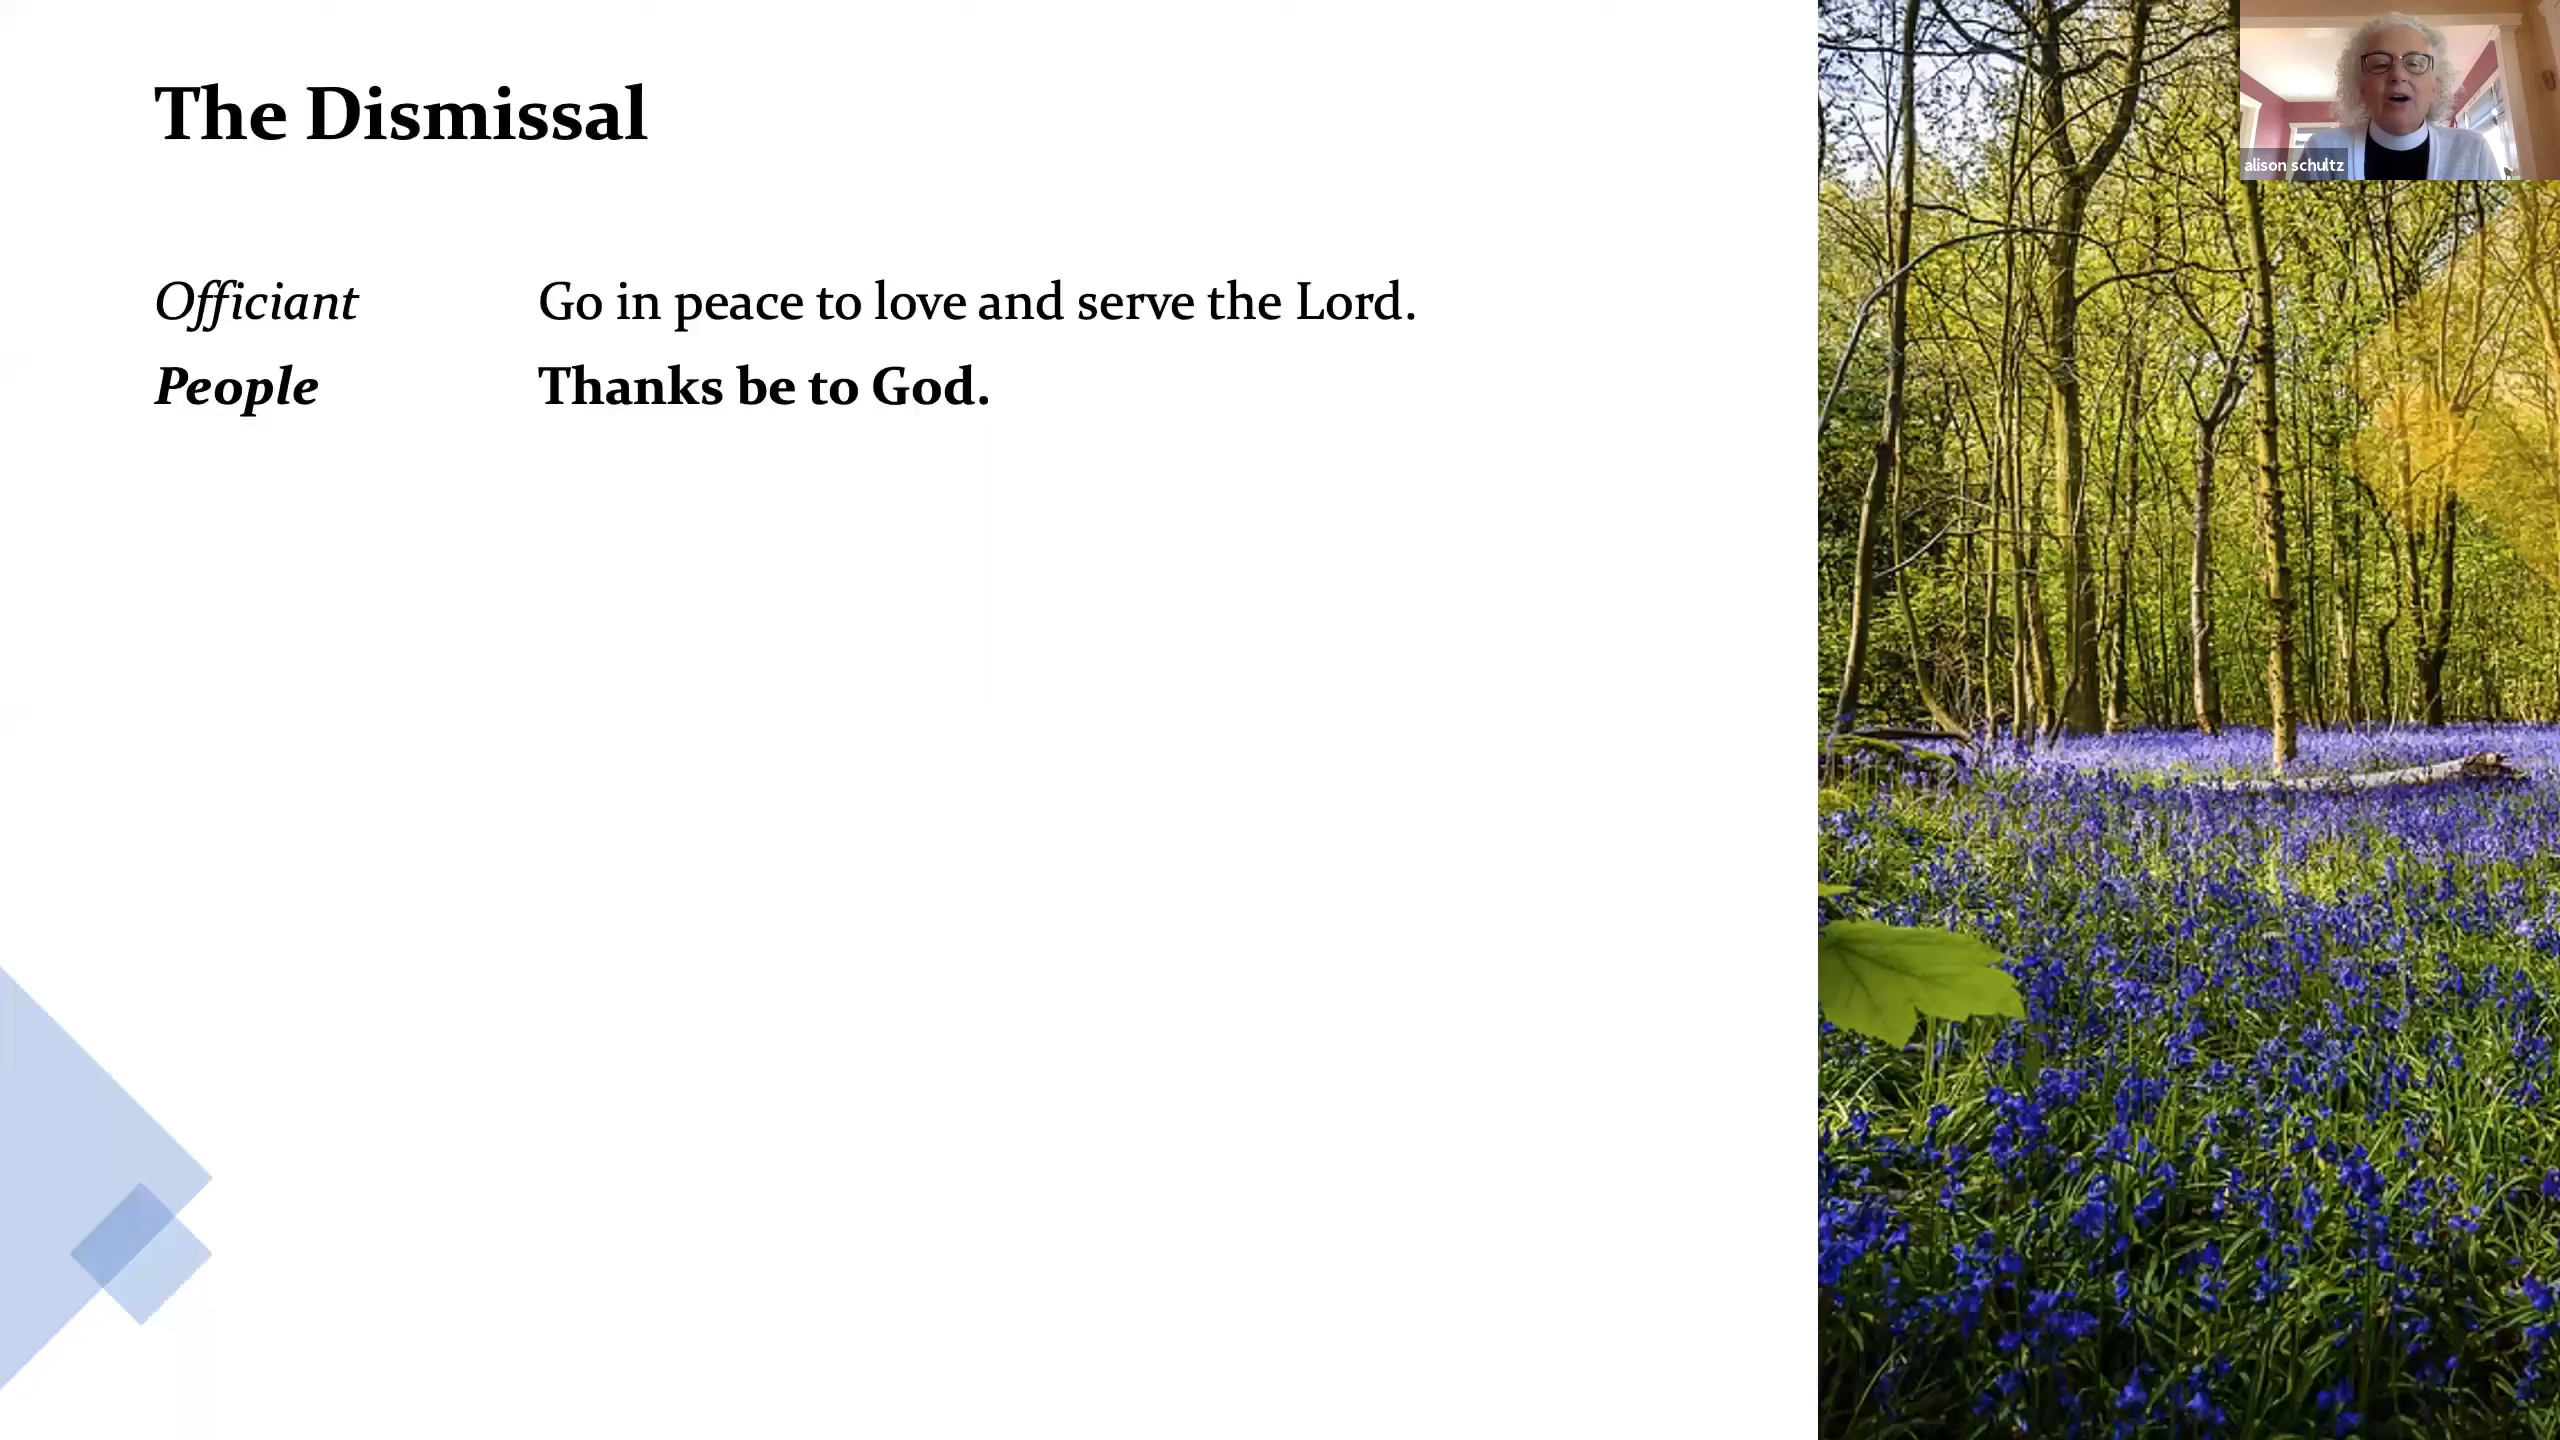 The Dismissal
alison schultz
Officiant Go in peace to love and serve the Lord.
People Thanks be to God.